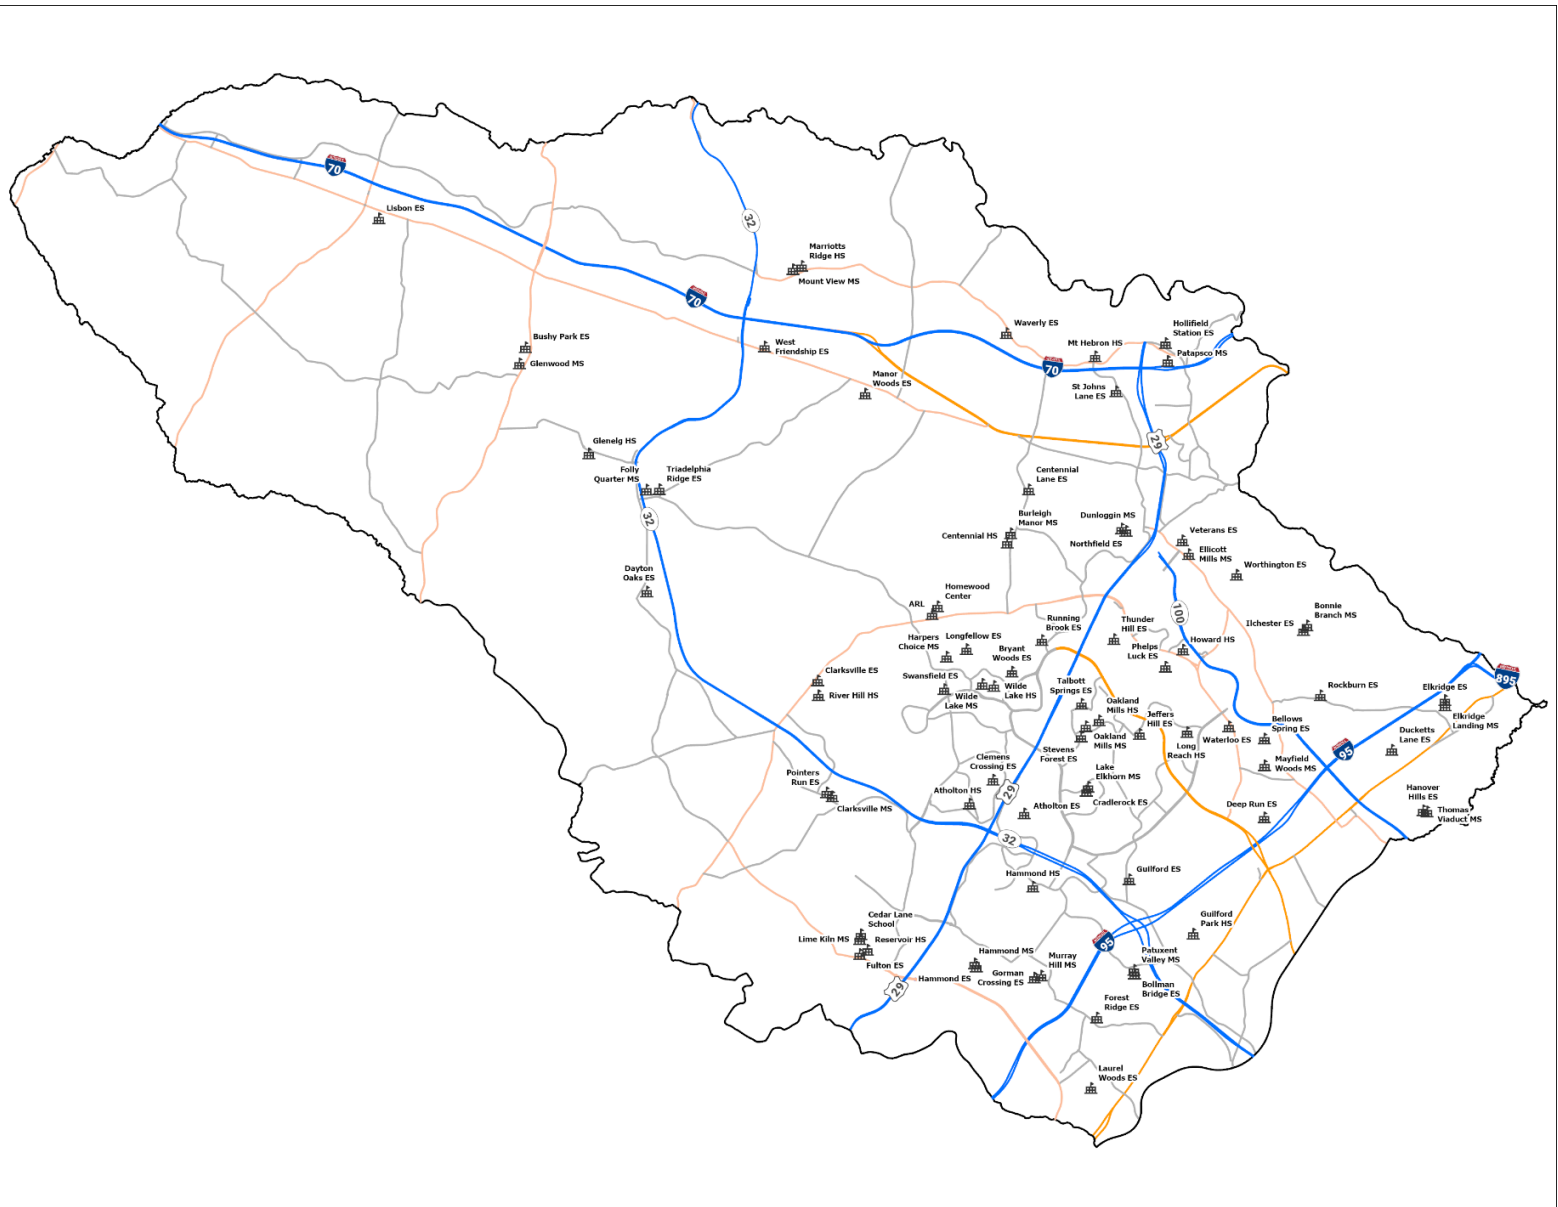 70
Lisbon ES
32
Marriotts
Ridge HS
Mount View MS
70
Bushy Park ES
Glenwood MS
West
Friendship ES
Manor
Woods ES
Waverly ES
Mt Hebron HS
Hollifield
Station ES
Patapsco MS
70
St Johns
Lane ES
29
Glenelg HS
Folly
Quarter MS
Triadelphia
Ridge ES
32
Centennial
Lane ES
Burleigh
Manor MS
Centennial HS
Dunloggin MS
Northfield ES
Veterans ES
Ellicott
Mills MS
Worthington ES
Dayton
Oaks ES
Homewood
Center
ARL
100
Bonnie
Branch MS
Ilchester ES
Running
Brook ES
Thunder
Hill ES
Howard HS
Phelps
Luck ES
Harpers
Choice MS
Longfellow ES
Bryant
Woods ES
Clarksville ES
River Hill HS
Swansfield ES
Wilde
Lake MS
Wilde
Lake HS
Talbott
Springs ES
Oakland
Mills HS
Oakland
Mills MS
Stevens
Forest ES
Jeffers
Hill ES
Long
Reach HS
Waterloo ES
Bellows
Spring ES
Mayfield
Woods MS
Rockburn ES
Elkridge ES
Elkridge
Landing MS
895
Ducketts
Lane ES
95
Hanover
Hills ES
Thomas
Viaduct MS
Deep Run ES
Pointers
Run ES
Clarksville MS
Clemens
Crossing ES
Atholton HS
29
Atholton ES
Lake
Elkhorn MS
Cradlerock ES
32
Hammond HS
Guilford ES
Guilford
Park HS
Cedar Lane
School
Lime Kiln MS
Reservoir HS
Fulton ES
29
Hammond MS
Hammond ES
Gorman
Crossing ES
Murray
Hill MS
95
Patuxent
Valley MS
Bollman
Bridge ES
Forest
Ridge ES
Laurel
Woods ES